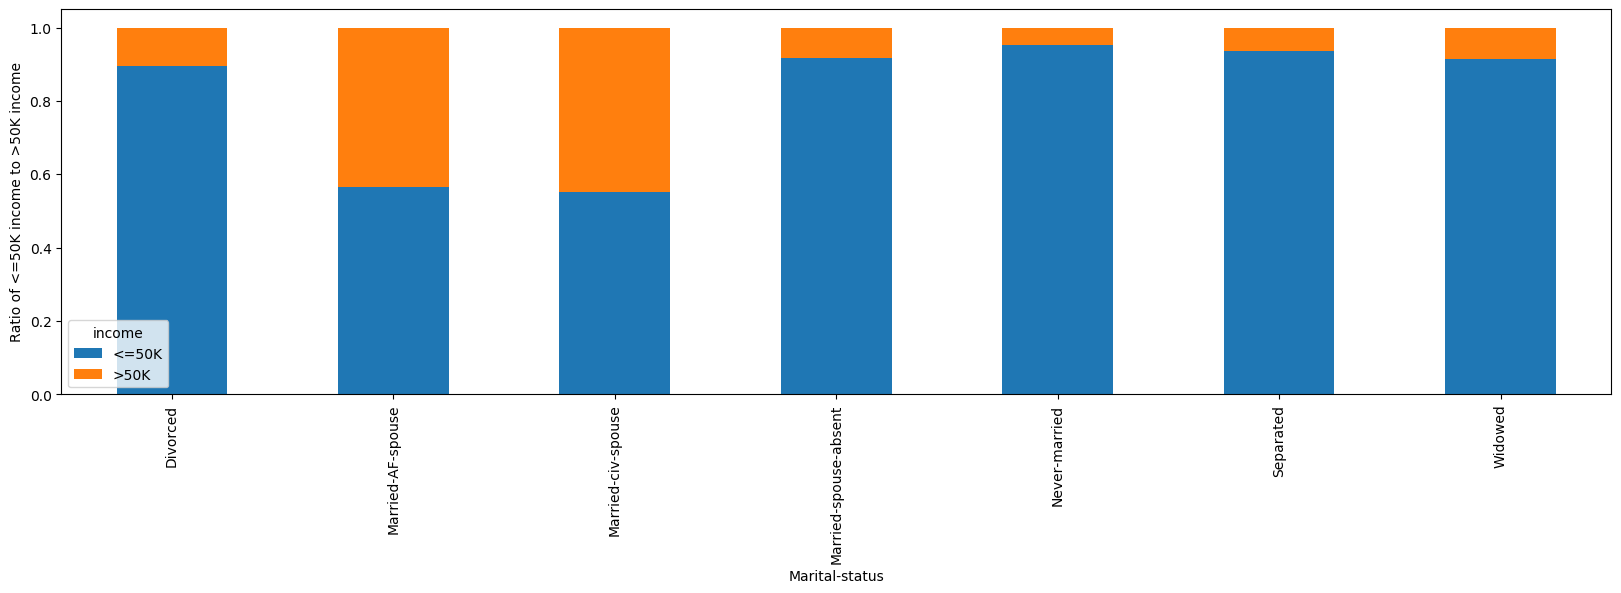 Ratio of <=50K income to >50K income
1.0
0.8
0.6
0.4
0.2
0.0
income
<=50K
>50K
Divorced
Married-AF-spouse
Married-civ-spouse
Married-spouse-absent
Never-married
Separated
Widowed
Marital-status